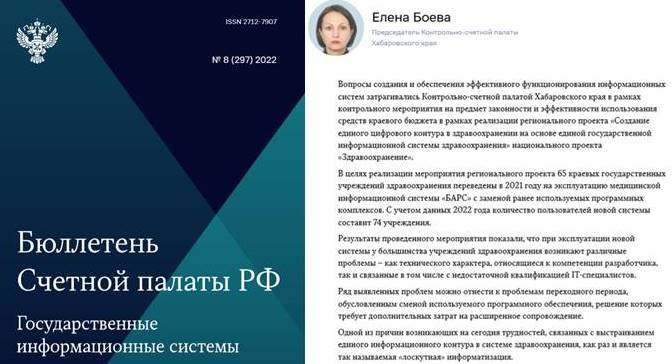 ISSN 2712-7907
№ 8 (297) 2022
Бюллетень
Счетной палаты РФ
Государственные
информационные системы
Елена Боева
Председатель Контрольно-счетной палаты
Хабаровского края
Вопросы создания и обеспечения эффективного функционирования информационных
систем затрагивались Контрольно-счетной палатой Хабаровского края в рамках
контрольного мероприятия на предмет законности и эффективности использования
средств краевого бюджета в рамках реализации регионального проекта «Создание
единого цифрового контура в здравоохранении на основе единой государственной
информационной системы здравоохранения» национального проекта
«Здравоохранение».
В целях реализации мероприятия регионального проекта 65 краевых государственных
учреждений здравоохранения переведены в 2021 году на эксплуатацию медицинской
информационной системы «БАРС» с заменой ранее используемых программных
комплексов. С учетом данных 2022 года количество пользователей новой системы
составит 74 учреждения.
Результаты проведенного мероприятия показали, что при эксплуатации новой
системы у большинства учреждений здравоохранения возникают различные
проблемы – как технического характера, относящиеся к компетенции разработчика,
так и связанные в том числе с недостаточной квалификацией IT-специалистов.
Ряд выявленных проблем можно отнести к проблемам переходного периода,
обусловленным сменой используемого программного обеспечения, решение которых
требует дополнительных затрат на расширенное сопровождение.
Одной из причин возникающих на сегодня трудностей, связанных с выстраиванием
единого информационного контура в системе здравоохранения, как раз и является
так называемая «лоскутная» информатизация.